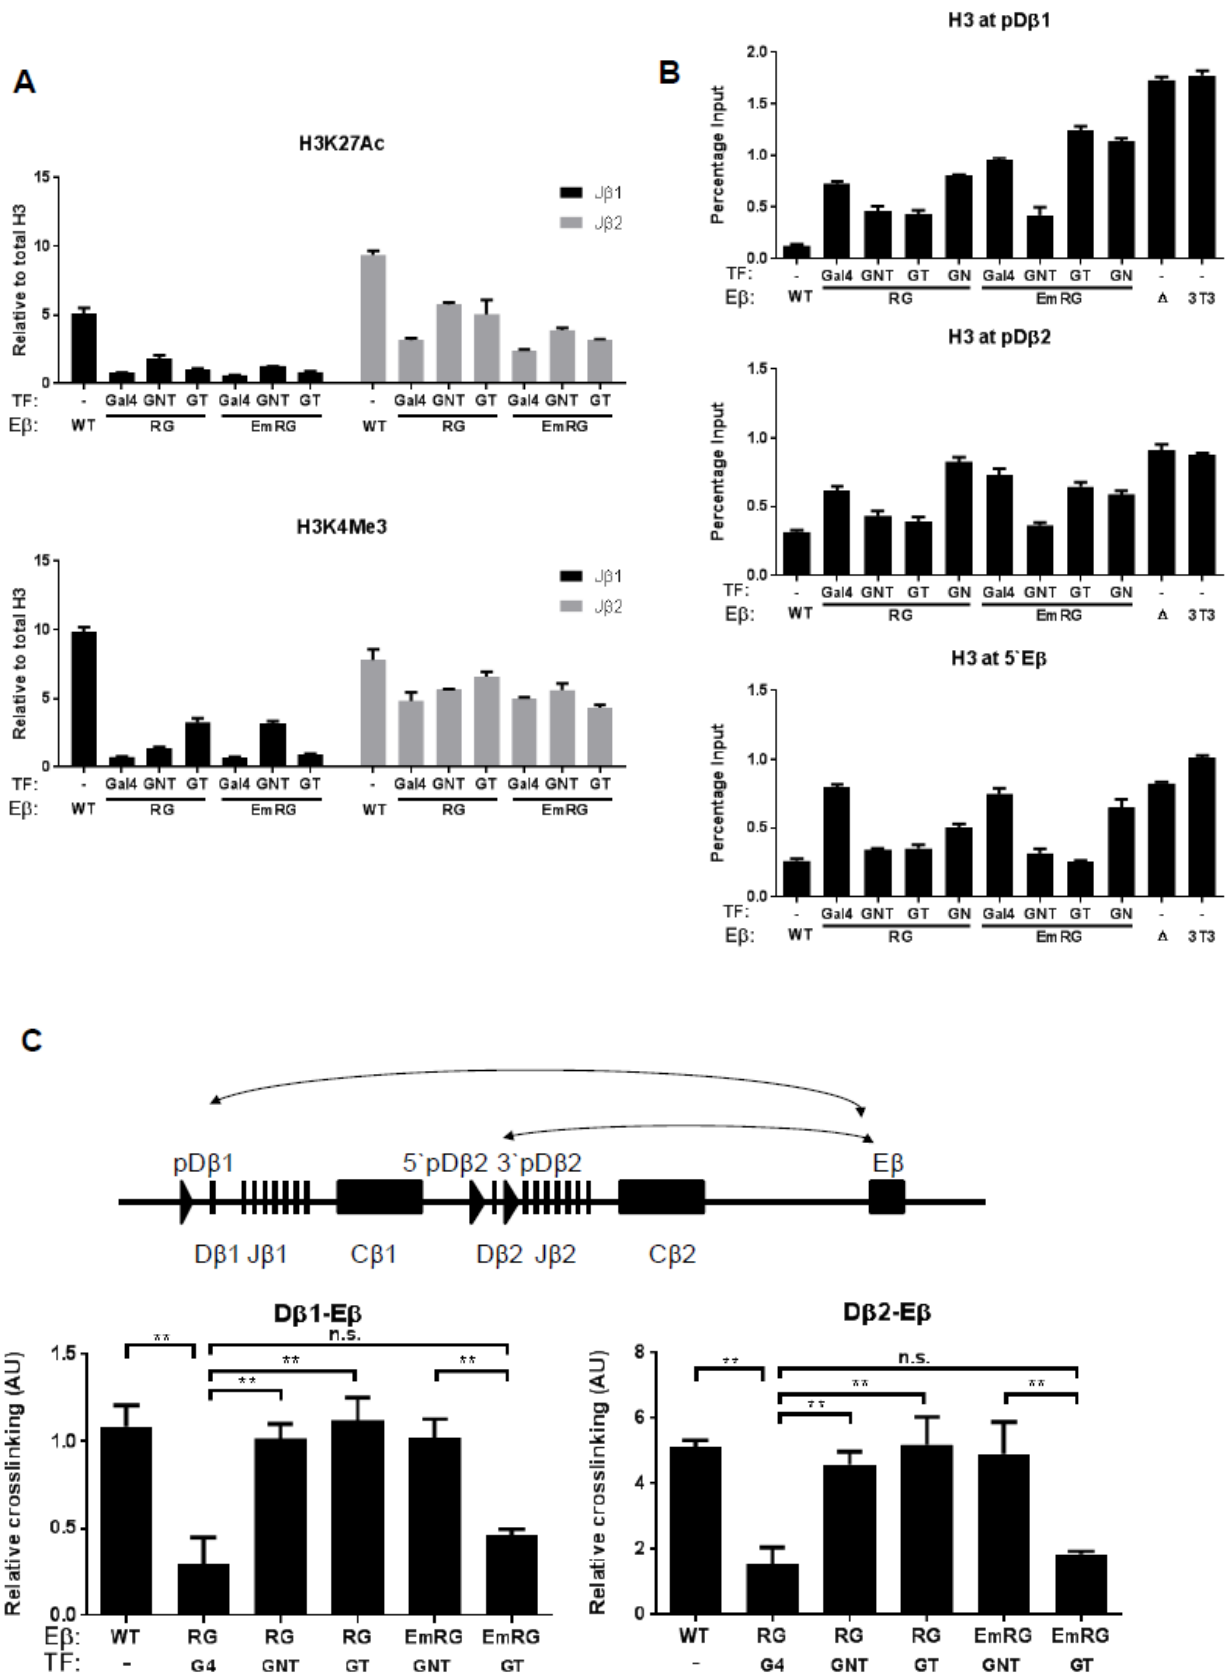 A
H3K27Ac
Relative to total H3
15
10
5
0
Jβ1
Jβ2
TF: - Gal4 GNT GT Gal4 GNT GT - Gal4 GNT GT Gal4 GNT GT
Eβ: WT RG EmRG WT RG EmRG
H3K4Me3
Relative to total H3
15
10
5
0
Jβ1
Jβ2
TF: - Gal4 GNT GT Gal4 GNT GT - Gal4 GNT GT Gal4 GNT GT
Eβ: WT RG EmRG WT RG EmRG
B
H3 at pDβ1
Percentage Input
2.0
1.5
1.0
0.5
0.0
TF: - Gal4 GNT GT GN Gal4 GNT GT GN - -
Eβ: WT RG EmRG Δ 3T3
H3 at pDβ2
Percentage Input
1.5
1.0
0.5
0.0
TF: - Gal4 GNT GT GN Gal4 GNT GT GN - -
Eβ: WT RG EmRG Δ 3T3
H3 at 5`Eβ
Percentage Input
1.5
1.0
0.5
0.0
TF: - Gal4 GNT GT GN Gal4 GNT GT GN - -
Eβ: WT RG EmRG Δ 3T3
C
pDβ1 5`pDβ2 3`pDβ2 Eβ
Dβ1 Jβ1 Cβ1 Dβ2 Jβ2 Cβ2
Dβ1-Eβ
n.s.
** ** **
**
Relative crosslinking (AU)
1.5
1.0
0.5
0.0
Eβ: WT RG RG RG EmRG EmRG
TF: - G4 GNT GT GNT GT
Dβ2-Eβ
n.s.
** ** **
**
Relative crosslinking (AU)
8
6
4
2
0
WT RG RG RG EmRG EmRG
- G4 GNT GT GNT GT